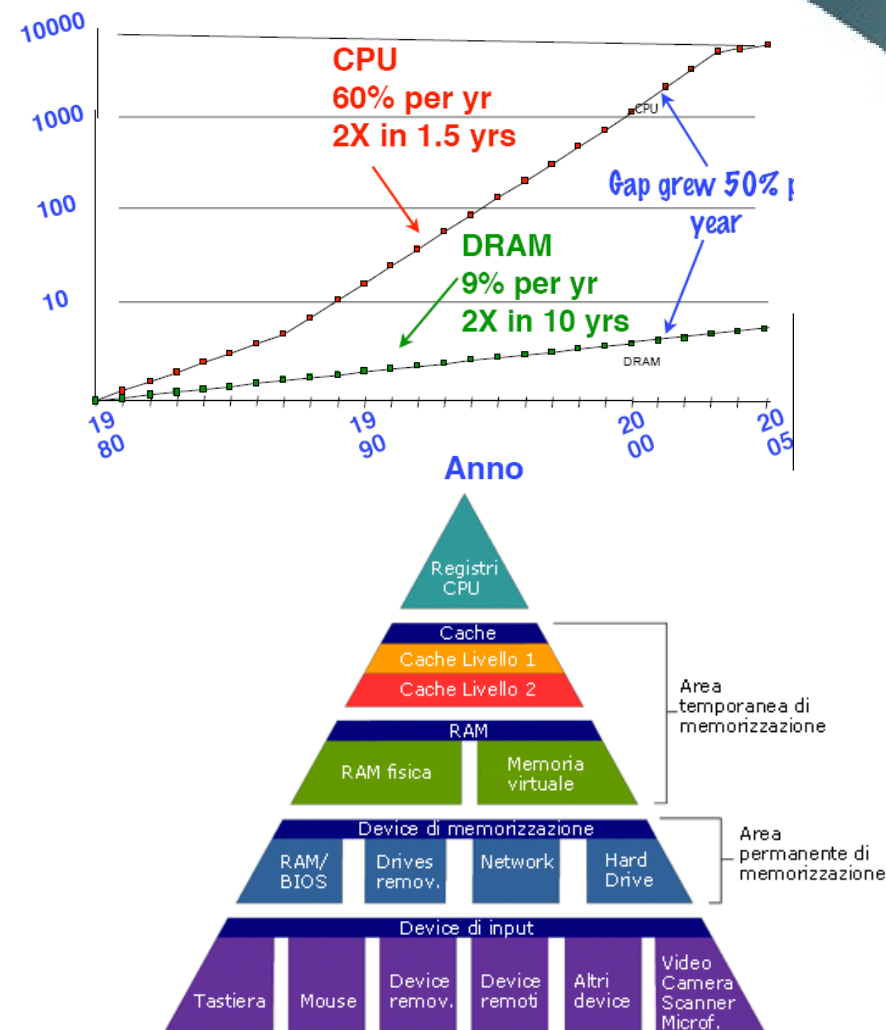 10000
1000
100
10
CPU
60% per yr
2X in 1.5 yrs
CPU
Gap grew 50% p
year
DRAM
9% per yr
2X in 10 yrs
DRAM
19
80
19
90
20
00
20
05
Anno
Registri
CPU
Cache
Cache Livello 1
Cache Livello 2
RAM
RAM fisica
Memoria
virtuale
Area
temporanea di
memorizzazione
Device di memorizzazione
RAM/
BIOS
Drives
remov.
Network
Hard
Drive
Area
permanente di
memorizzazione
Device di input
Tastiera
Mouse
Device
remov.
Device
remoti
Altri
device
Video
Camera
Scanner
Microf.